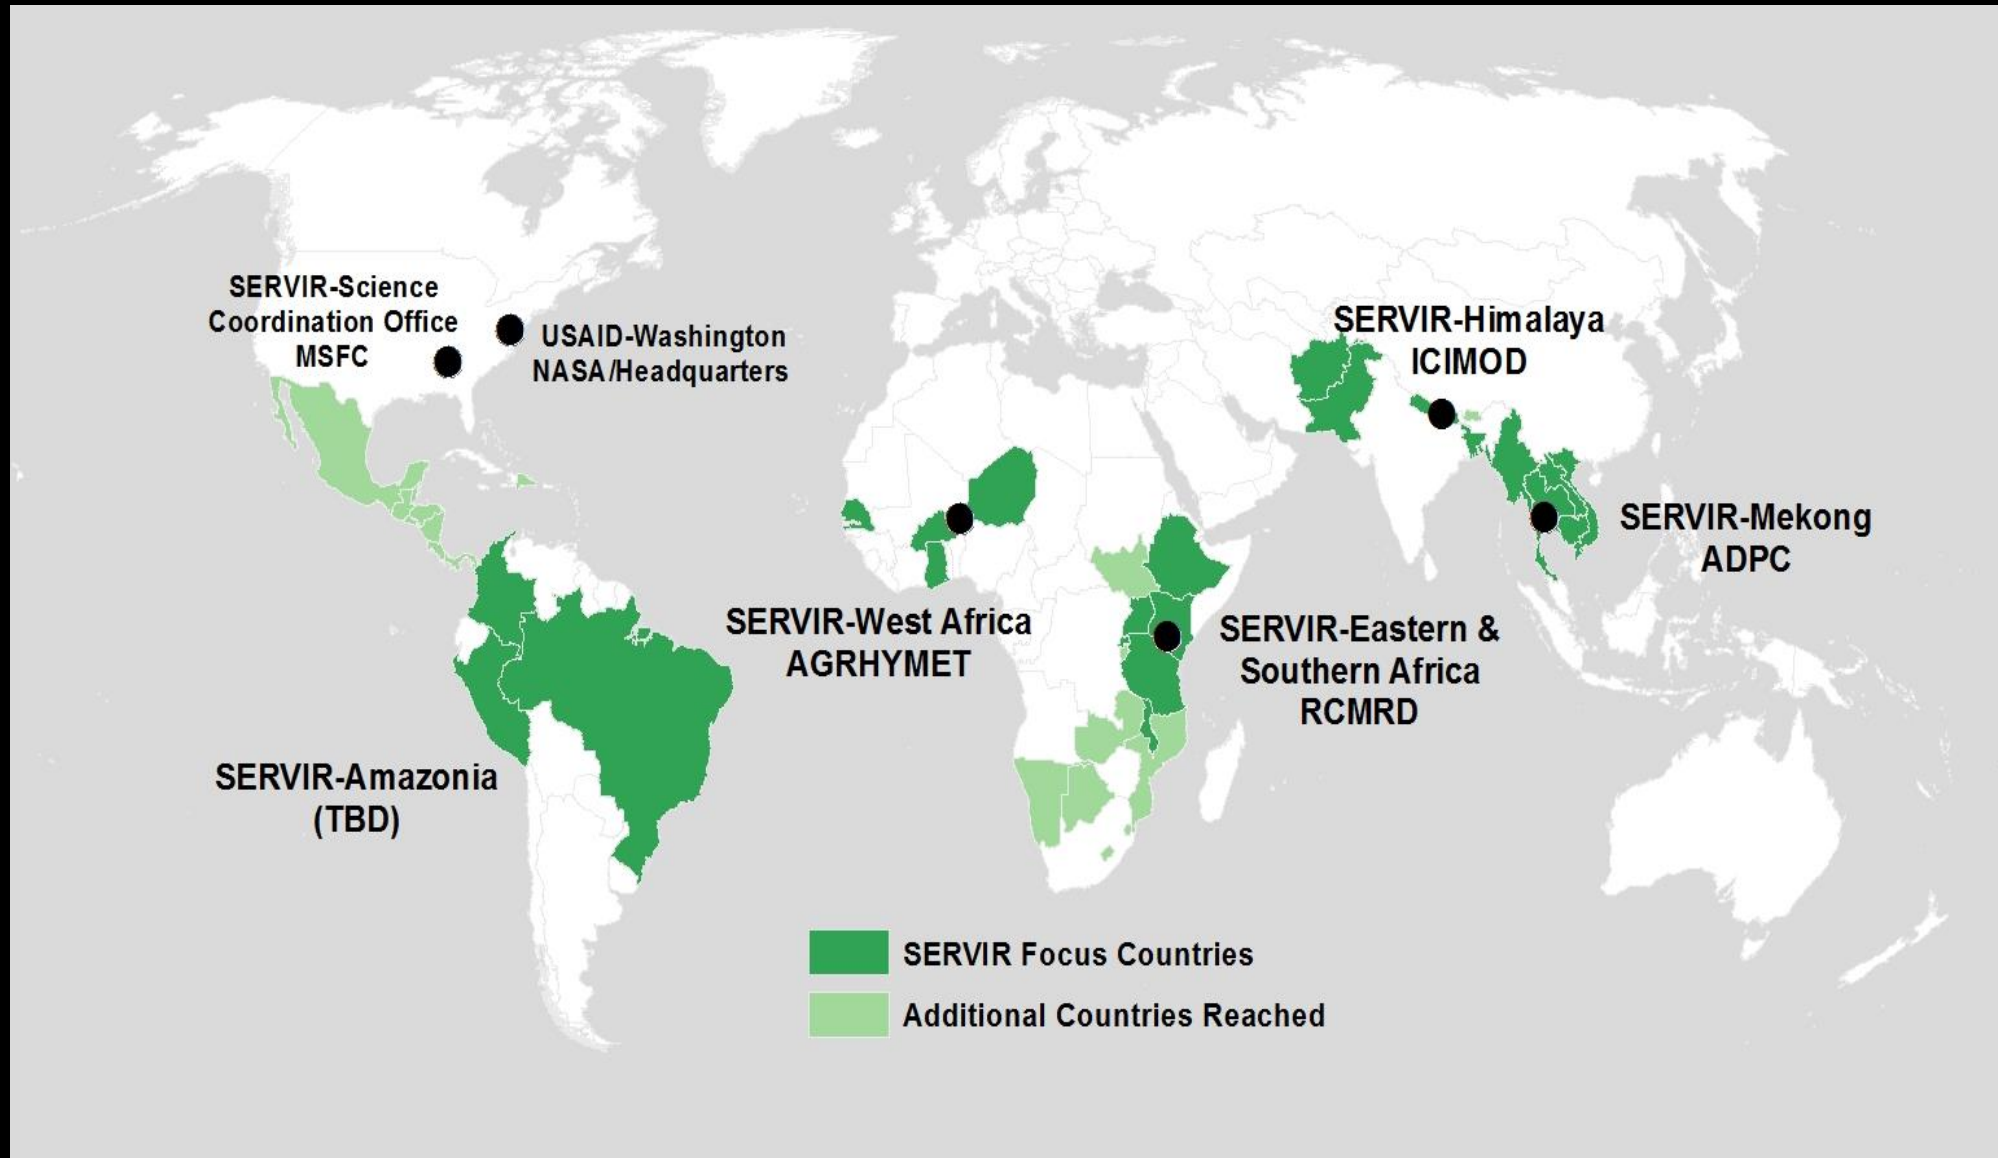 SERVIR-Science
Coordination Office
MSFC
USAID-Washington
NASA/Headquarters
SERVIR-Himalaya
ICIMOD
SERVIR-Mekong
ADPC
SERVIR-West Africa
AGRHYMET
SERVIR-Eastern &
Southern Africa
RCMRD
SERVIR-Amazonia
(TBD)
SERVIR Focus Countries
Additional Countries Reached